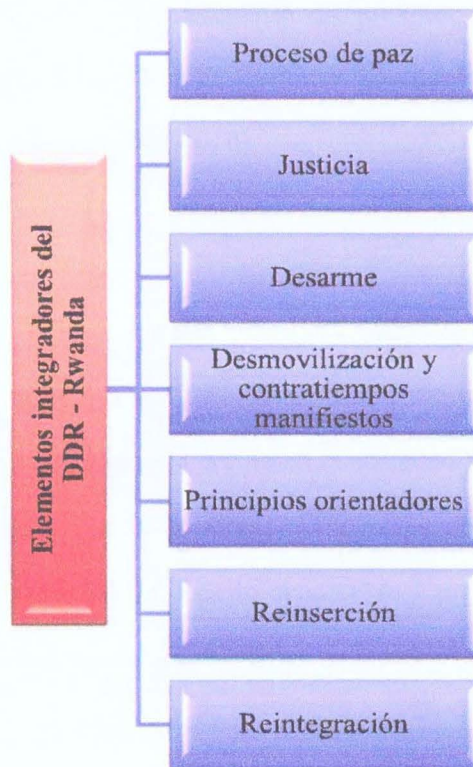 Elementos integradores del
DDR - Rwanda
Proceso de paz
Justicia
Desarme
Desmovilización y
contratiempos
manifiestos
Principios orientadores
Reinserción
Reintegración